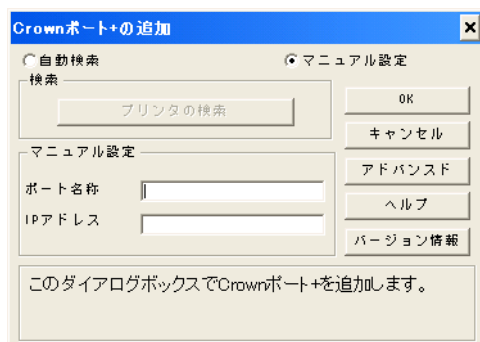 Crownポート+の追加
自動検索
マニュアル設定
検索
プリンタの検索
マニュアル設定
ポート名称
IPアドレス
OK
キャンセル
アドバンスド
ヘルプ
バージョン情報
このダイアログボックスでCrownポート+を追加します。